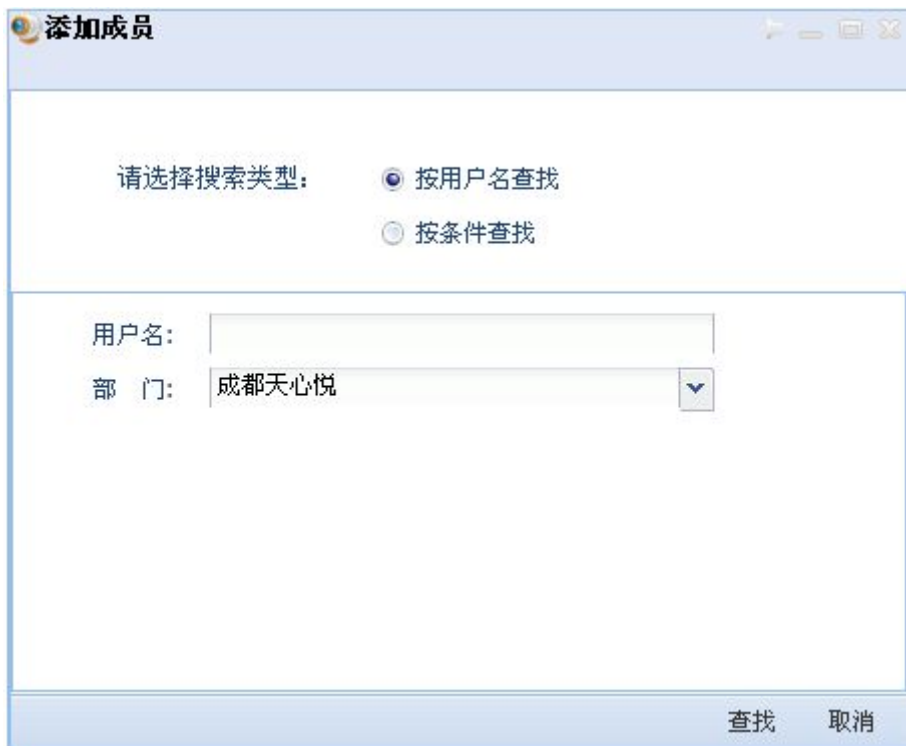 添加成员
请选择搜索类型：
按用户名查找
按条件查找
用户名：
部 门： 成都天心悦
查找 取消